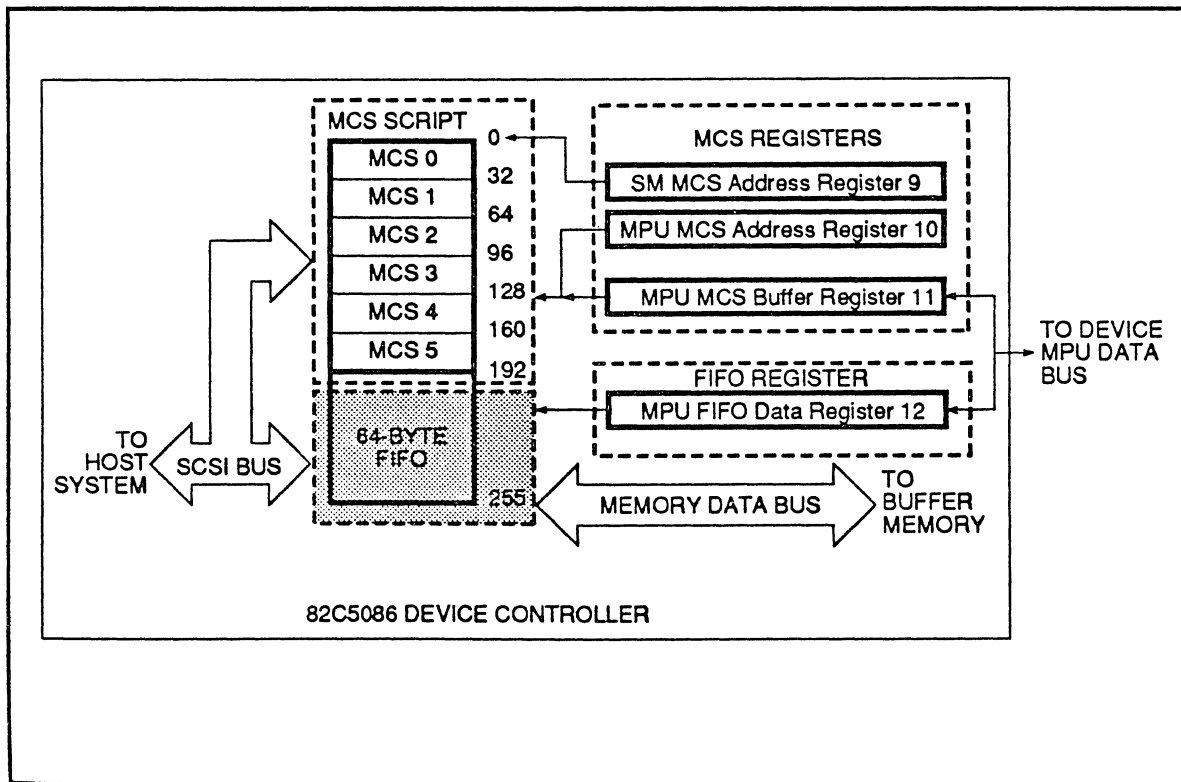 MCS SCRIPT
0
MCS 0
32
MCS 1
64
MCS 2
96
MCS 3
128
MCS 4
160
MCS 5
192
64-BYTE
FIFO
255
MCS REGISTERS
SM MCS Address Register 9
MPU MCS Address Register 10
MPU MCS Buffer Register 11
FIFO REGISTER
MPU FIFO Data Register 12
TO DEVICE
MPU DATA
BUS
TO
HOST
SYSTEM
SCSI BUS
MEMORY DATA BUS
TO
BUFFER
MEMORY
82C5086 DEVICE CONTROLLER